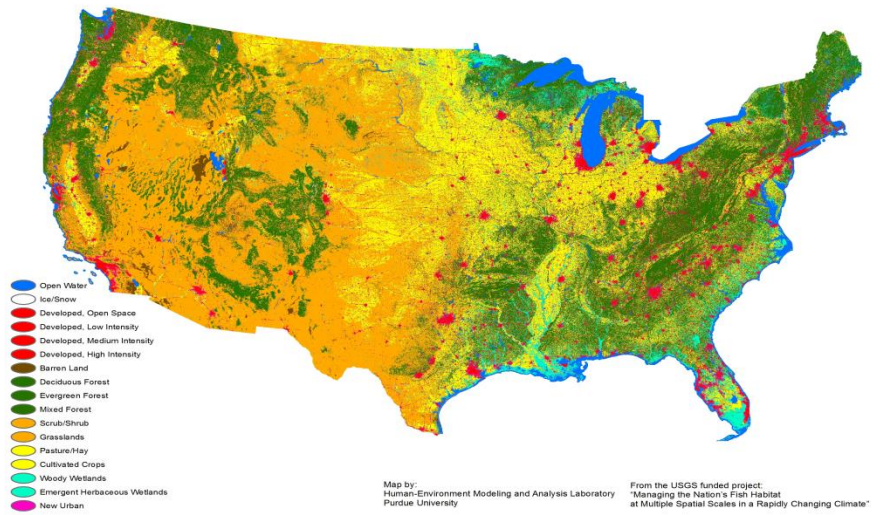 Open Water
Ice/Snow
Developed, Open Space
Developed, Low Intensity
Developed, Medium Intensity
Developed, High Intensity
Barren Land
Deciduous Forest
Evergreen Forest
Mixed Forest
Scrub/Shrub
Grasslands
Pasture/Hay
Cultivated Crops
Woody Wetlands
Emergent Herbaceous Wetlands
New Urban
Map by:
Human-Environment Modeling and Analysis Laboratory
Purdue University
From the USGS funded project:
"Managing the Nation's Fish Habitat
at Multiple Spatial Scales in a Rapidly Changing Climate"